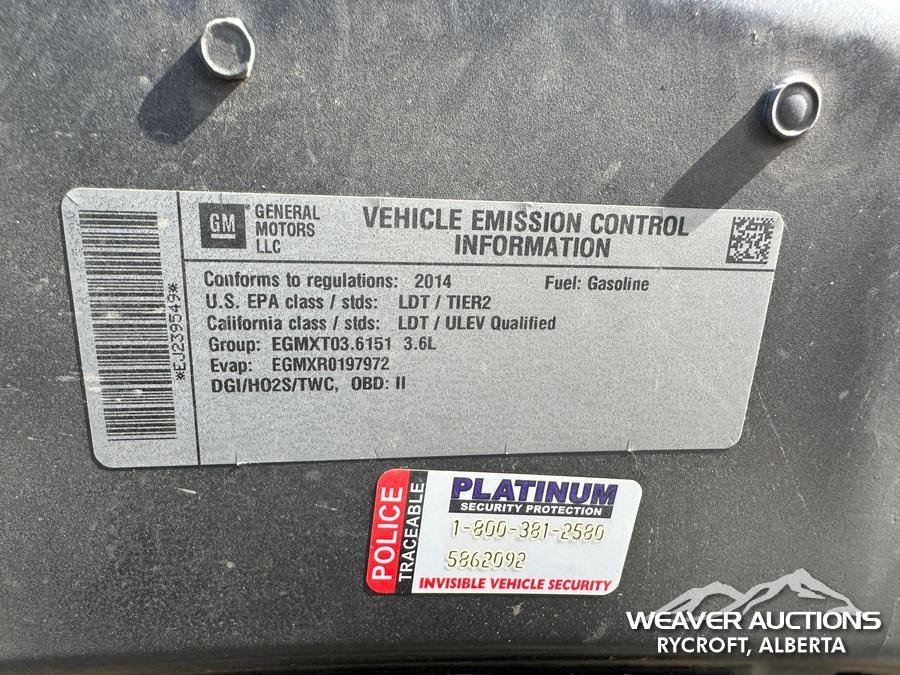 GM
GENERAL
MOTORS
LLC
VEHICLE EMISSION CONTROL
INFORMATION
*EJ239549*
Conforms to regulations: 2014 Fuel: Gasoline
U.S. EPA class / stds: LDT / TIER2
California class / stds: LDT / ULEV Qualified
Group: EGMXT03.6151 3.6L
Evap: EGMXR0197972
DGI/HO2S/TWC, OBD: II
POLICE
TRACEABLE
PLATINUM
SECURITY PROTECTION
1-800-381-2580
5862092
INVISIBLE VEHICLE SECURITY
WEAVER AUCTIONS
RYCROFT, ALBERTA